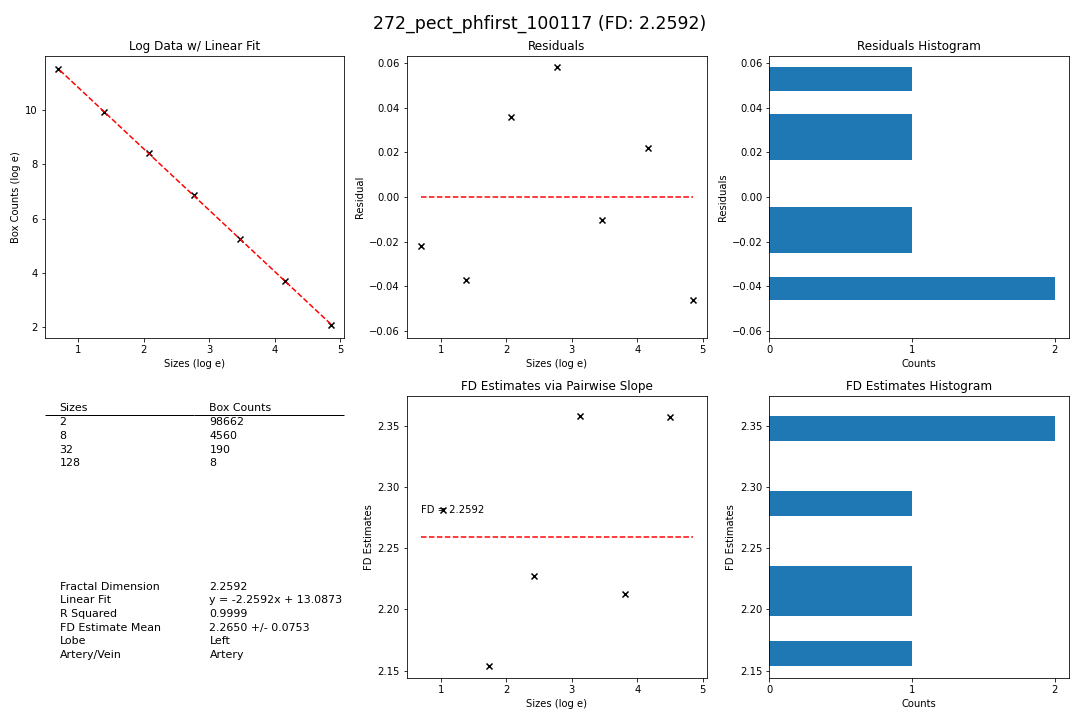 272_pect_phfirst_100117 (FD: 2.2592)
Log Data w/ Linear Fit
Box Counts (log e)
10
8
6
4
2
1 2 3 4 5
Sizes (log e)
Residuals
Residual
0.06
0.04
0.02
0.00
−0.02
−0.04
−0.06
1 2 3 4 5
Sizes (log e)
Residuals Histogram
Residuals
0.06
0.04
0.02
0.00
−0.02
−0.04
−0.06
0 1 2
Counts
Sizes Box Counts
2 98662
8 4560
32 190
128 8
Fractal Dimension 2.2592
Linear Fit y = -2.2592x + 13.0873
R Squared 0.9999
FD Estimate Mean 2.2650 +/- 0.0753
Lobe Left
Artery/Vein Artery
FD Estimates via Pairwise Slope
FD Estimates
2.35
2.30
2.25
2.20
2.15
FD = 2.2592
1 2 3 4 5
Sizes (log e)
FD Estimates Histogram
FD Estimates
2.35
2.30
2.25
2.20
2.15
0 1 2
Counts